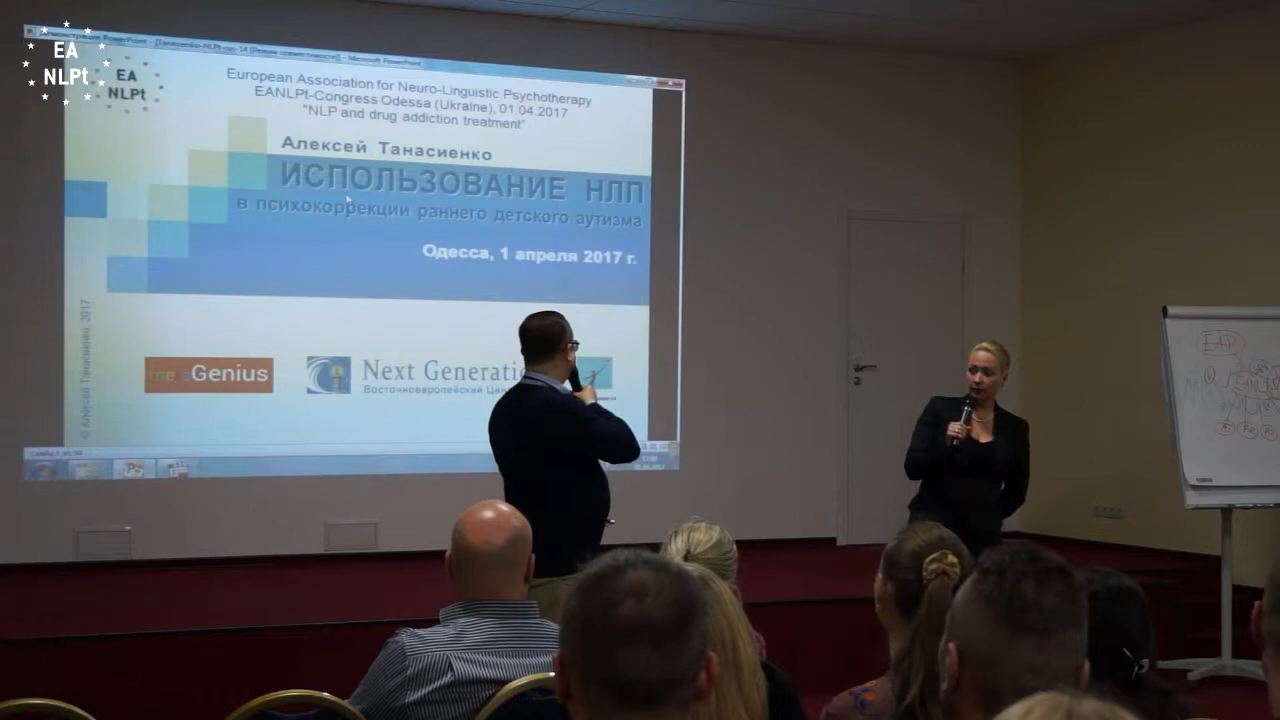 EA
NLPt
EA
NLPt
European Association for Neuro-Linguistic Psychotherapy
EANLPt-Congress Odessa (Ukraine), 01.04.2017
"NLP and drug addiction treatment"
Алексей Танасиенко
ИСПОЛЬЗОВАНИЕ НЛП
в психокоррекции раннего детского аутизма
Одесса, 1 апреля 2017 г.
© Алексей Танасиенко, 2017
Genius
Next Generatio
Восточноевропейский Цен
EAP